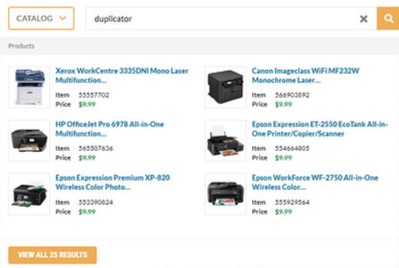 CATALOG
duplicator
Products
Xerox WorkCentre 3335DNI Mono Laser
Multifunction...
Item 55557702
Price $9.99
Canon Imageclass WiFi MF232W
Monochrome Laser...
Item 566903892
Price $9.99
HP OfficeJet Pro 6978 All-in-One
Multifunction...
Item 565507636
Price $9.99
Epson Expression ET-2550 EcoTank All-in-
One Printer/Copier/Scanner
Item 554664805
Price $9.99
Epson Expression Premium XP-820
Wireless Color Photo...
Item 553390824
Price $9.99
Epson WorkForce WF-2750 All-in-One
Wireless Color...
Item 555929564
Price $9.99
VIEW ALL 25 RESULTS